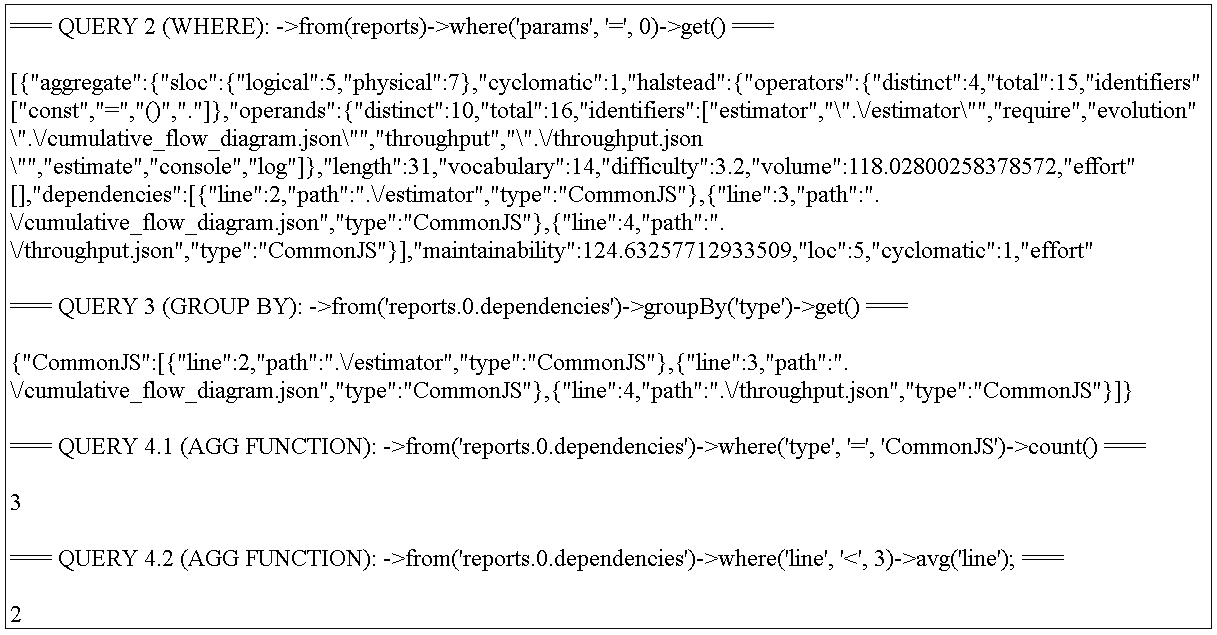 === QUERY 2 (WHERE): ->from(reports)->where('params', '=', 0)->get() ===
[{"aggregate":{"sloc":{"logical":5,"physical":7},"cyclomatic":1,"halstead":{"operators":{"distinct":4,"total":15,"identifiers"
["const","=","()","."]},"operands":{"distinct":10,"total":16,"identifiers":["estimator","\".\/estimator\"","require","evolution"
\".\/cumulative_flow_diagram.json\"","throughput","\".\/throughput.json
\"","estimate","console","log"]},"length":31,"vocabulary":14,"difficulty":3.2,"volume":118.02800258378572,"effort"
[],"dependencies":[{"line":2,"path":".\/estimator","type":"CommonJS"},{"line":3,"path":".
\/cumulative_flow_diagram.json","type":"CommonJS"},{"line":4,"path":".
\/throughput.json","type":"CommonJS"}],"maintainability":124.63257712933509,"loc":5,"cyclomatic":1,"effort"
=== QUERY 3 (GROUP BY): ->from('reports.0.dependencies')->groupBy('type')->get() ===
{"CommonJS":[{"line":2,"path":".\/estimator","type":"CommonJS"},{"line":3,"path":".
\/cumulative_flow_diagram.json","type":"CommonJS"},{"line":4,"path":".\/throughput.json","type":"CommonJS"}]}
=== QUERY 4.1 (AGG FUNCTION): ->from('reports.0.dependencies')->where('type', '=', 'CommonJS')->count() ===
3
=== QUERY 4.2 (AGG FUNCTION): ->from('reports.0.dependencies')->where('line', '<', 3)->avg('line'); ===
2